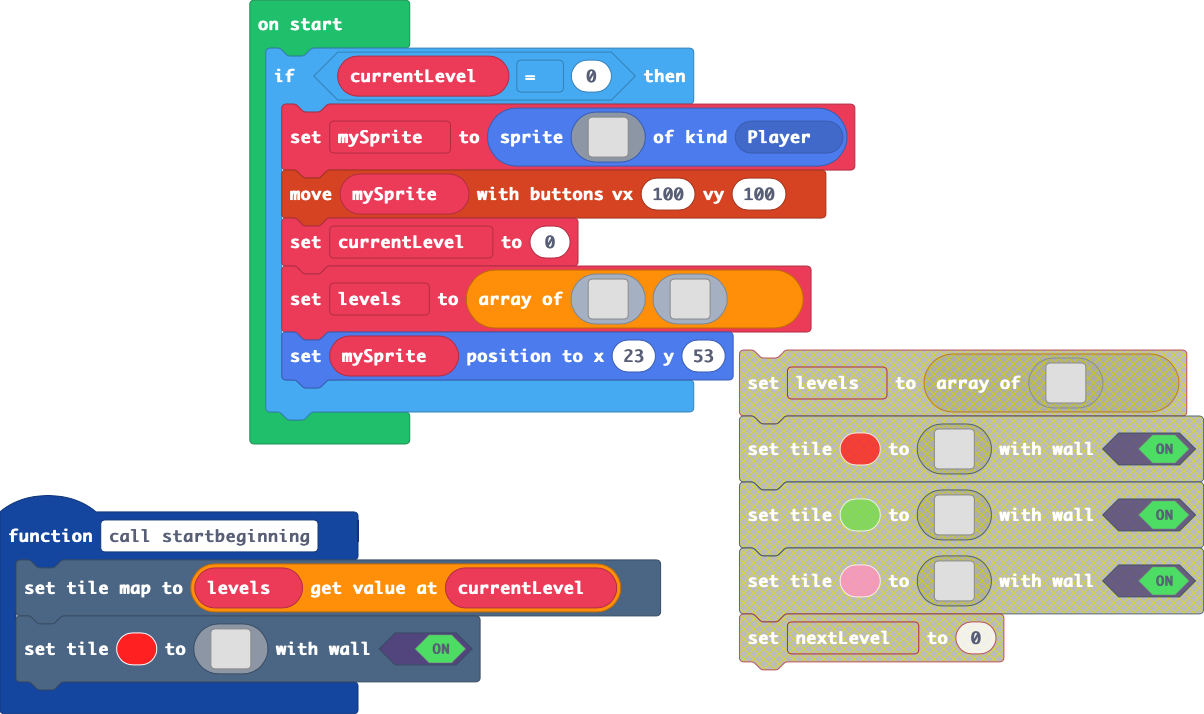 on start
if currentLevel = 0 then
set mySprite to sprite of kind Player
move mySprite with buttons vx 100 vy 100
set currentLevel to 0
set levels to array of
set mySprite position to x 23 y 53
set levels to array of
set tile to with wall ON
set tile to with wall ON
set tile to with wall ON
set nextLevel to 0
function call startbeginning
set tile map to levels get value at currentLevel
set tile to with wall ON